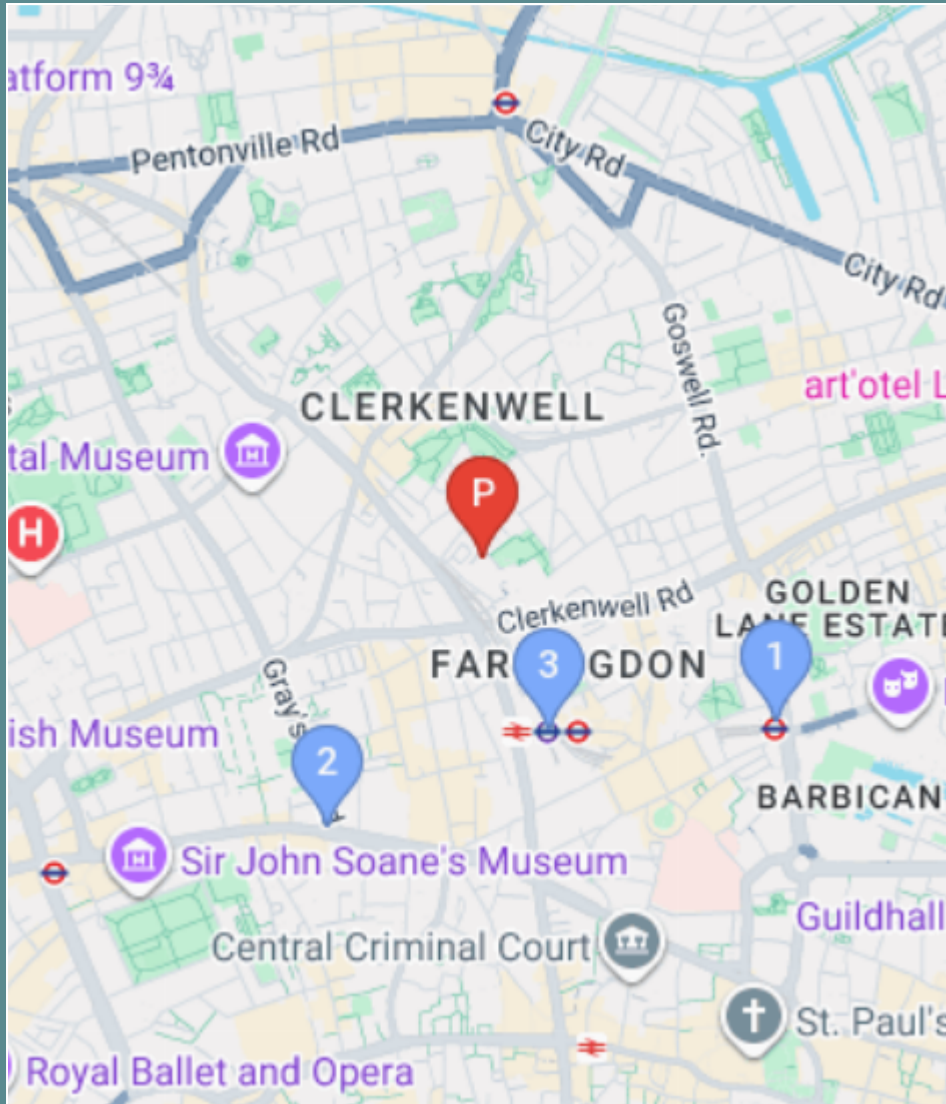 atform 9¾
Pentonville Rd
City Rd
City Rd
Goswell Rd.
art'otel L
CLERKENWELL
tal Museum
P
H
Clerkenwell Rd
GOLDEN
LANE ESTATE
FAR GDON
3
1
Gray's
ish Museum
2
BARBICAN
Sir John Soane's Museum
Guildhall
Central Criminal Court
St. Paul's
Royal Ballet and Opera